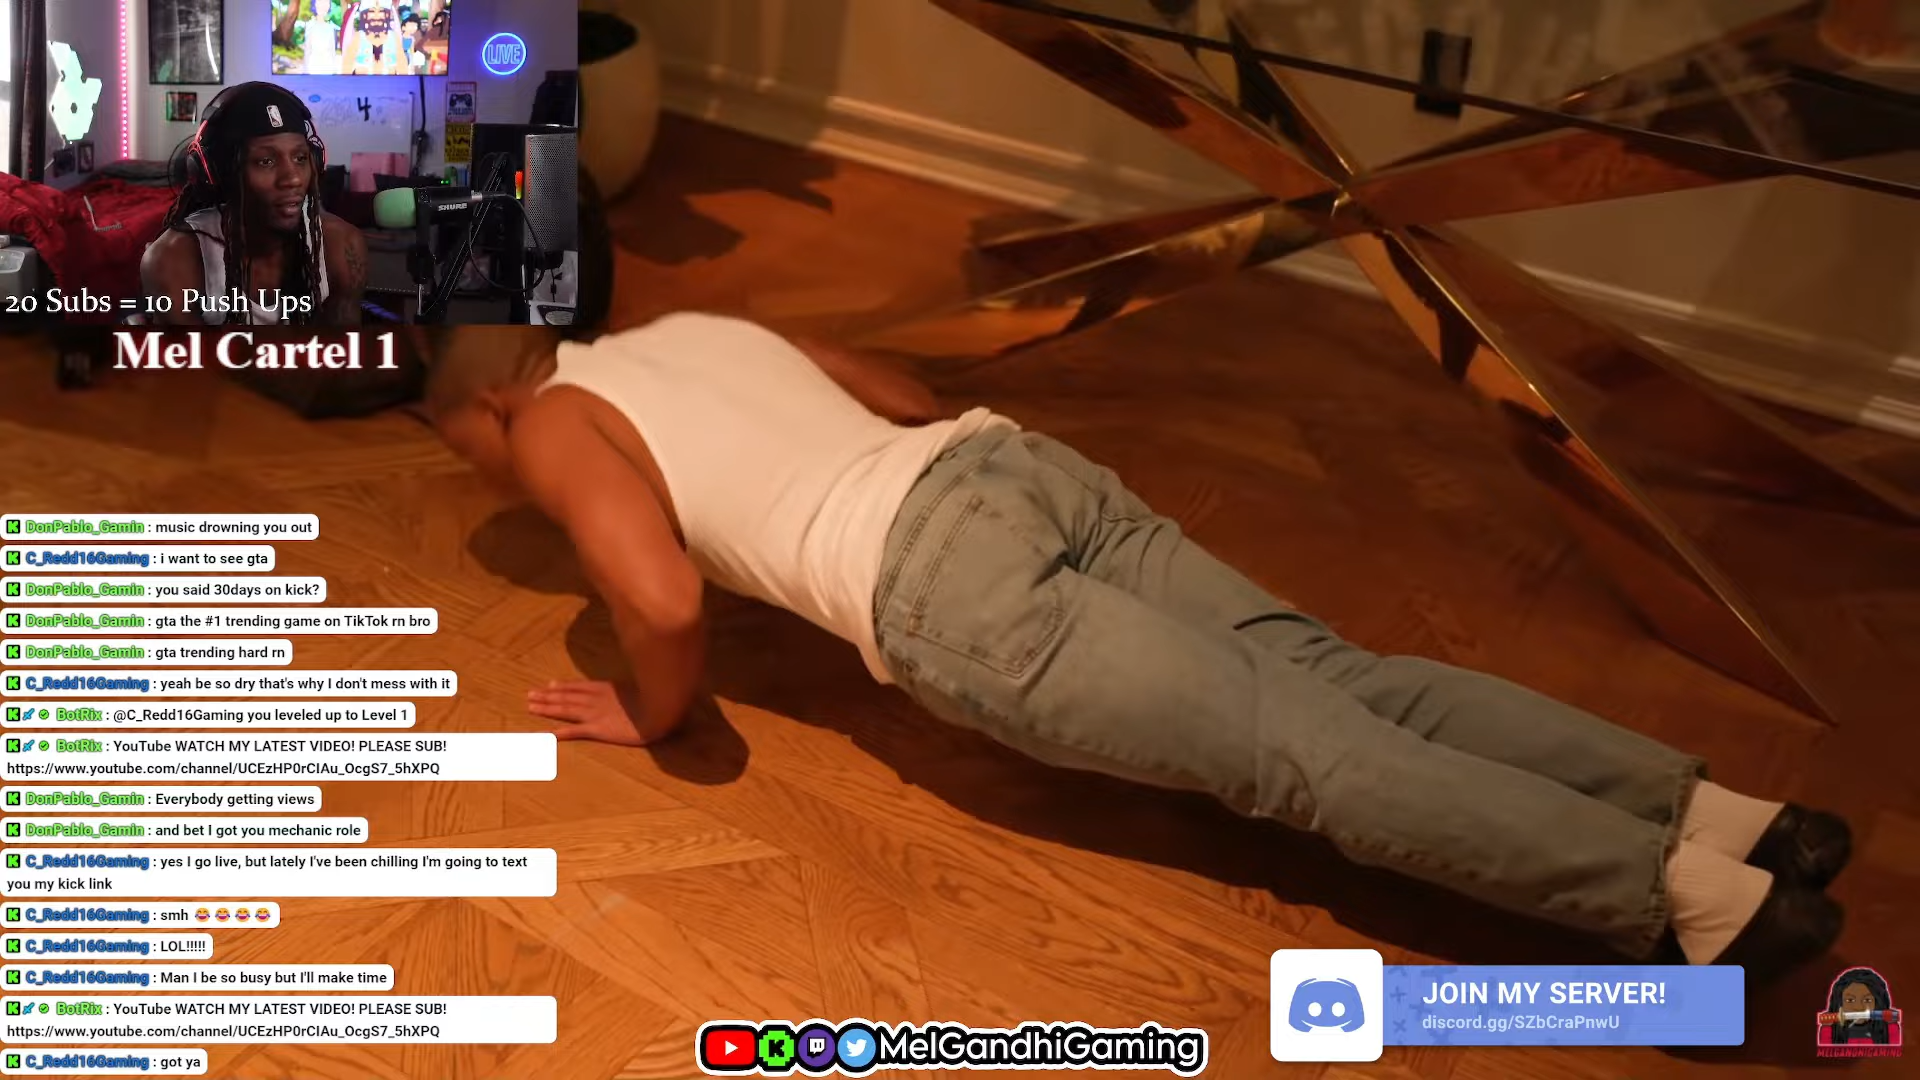 LIVE
SHURE
20 Subs = 10 Push Ups
Mel Cartel 1
DonPablo_Gamin : music drowning you out
C_Redd16Gaming : i want to see gta
DonPablo_Gamin : you said 30days on kick?
DonPablo_Gamin : gta the #1 trending game on TikTok rn bro
DonPablo_Gamin : gta trending hard rn
C_Redd16Gaming : yeah be so dry that's why I don't mess with it
BotRix : @C_Redd16Gaming you leveled up to Level 1
BotRix : YouTube WATCH MY LATEST VIDEO! PLEASE SUB!
https://www.youtube.com/channel/UCEzHP0rCIAu_OcgS7_5hXPQ
DonPablo_Gamin : Everybody getting views
DonPablo_Gamin : and bet I got you mechanic role
C_Redd16Gaming : yes I go live, but lately I've been chilling I'm going to text
you my kick link
C_Redd16Gaming : smh 😂 😂 😂 😂
C_Redd16Gaming : LOL!!!!!
C_Redd16Gaming : Man I be so busy but I'll make time
BotRix : YouTube WATCH MY LATEST VIDEO! PLEASE SUB!
https://www.youtube.com/channel/UCEzHP0rCIAu_OcgS7_5hXPQ
C_Redd16Gaming : got ya
MelGandhiGaming
JOIN MY SERVER!
discord.gg/SZbCraPnwU
MELGANDHIGAMING